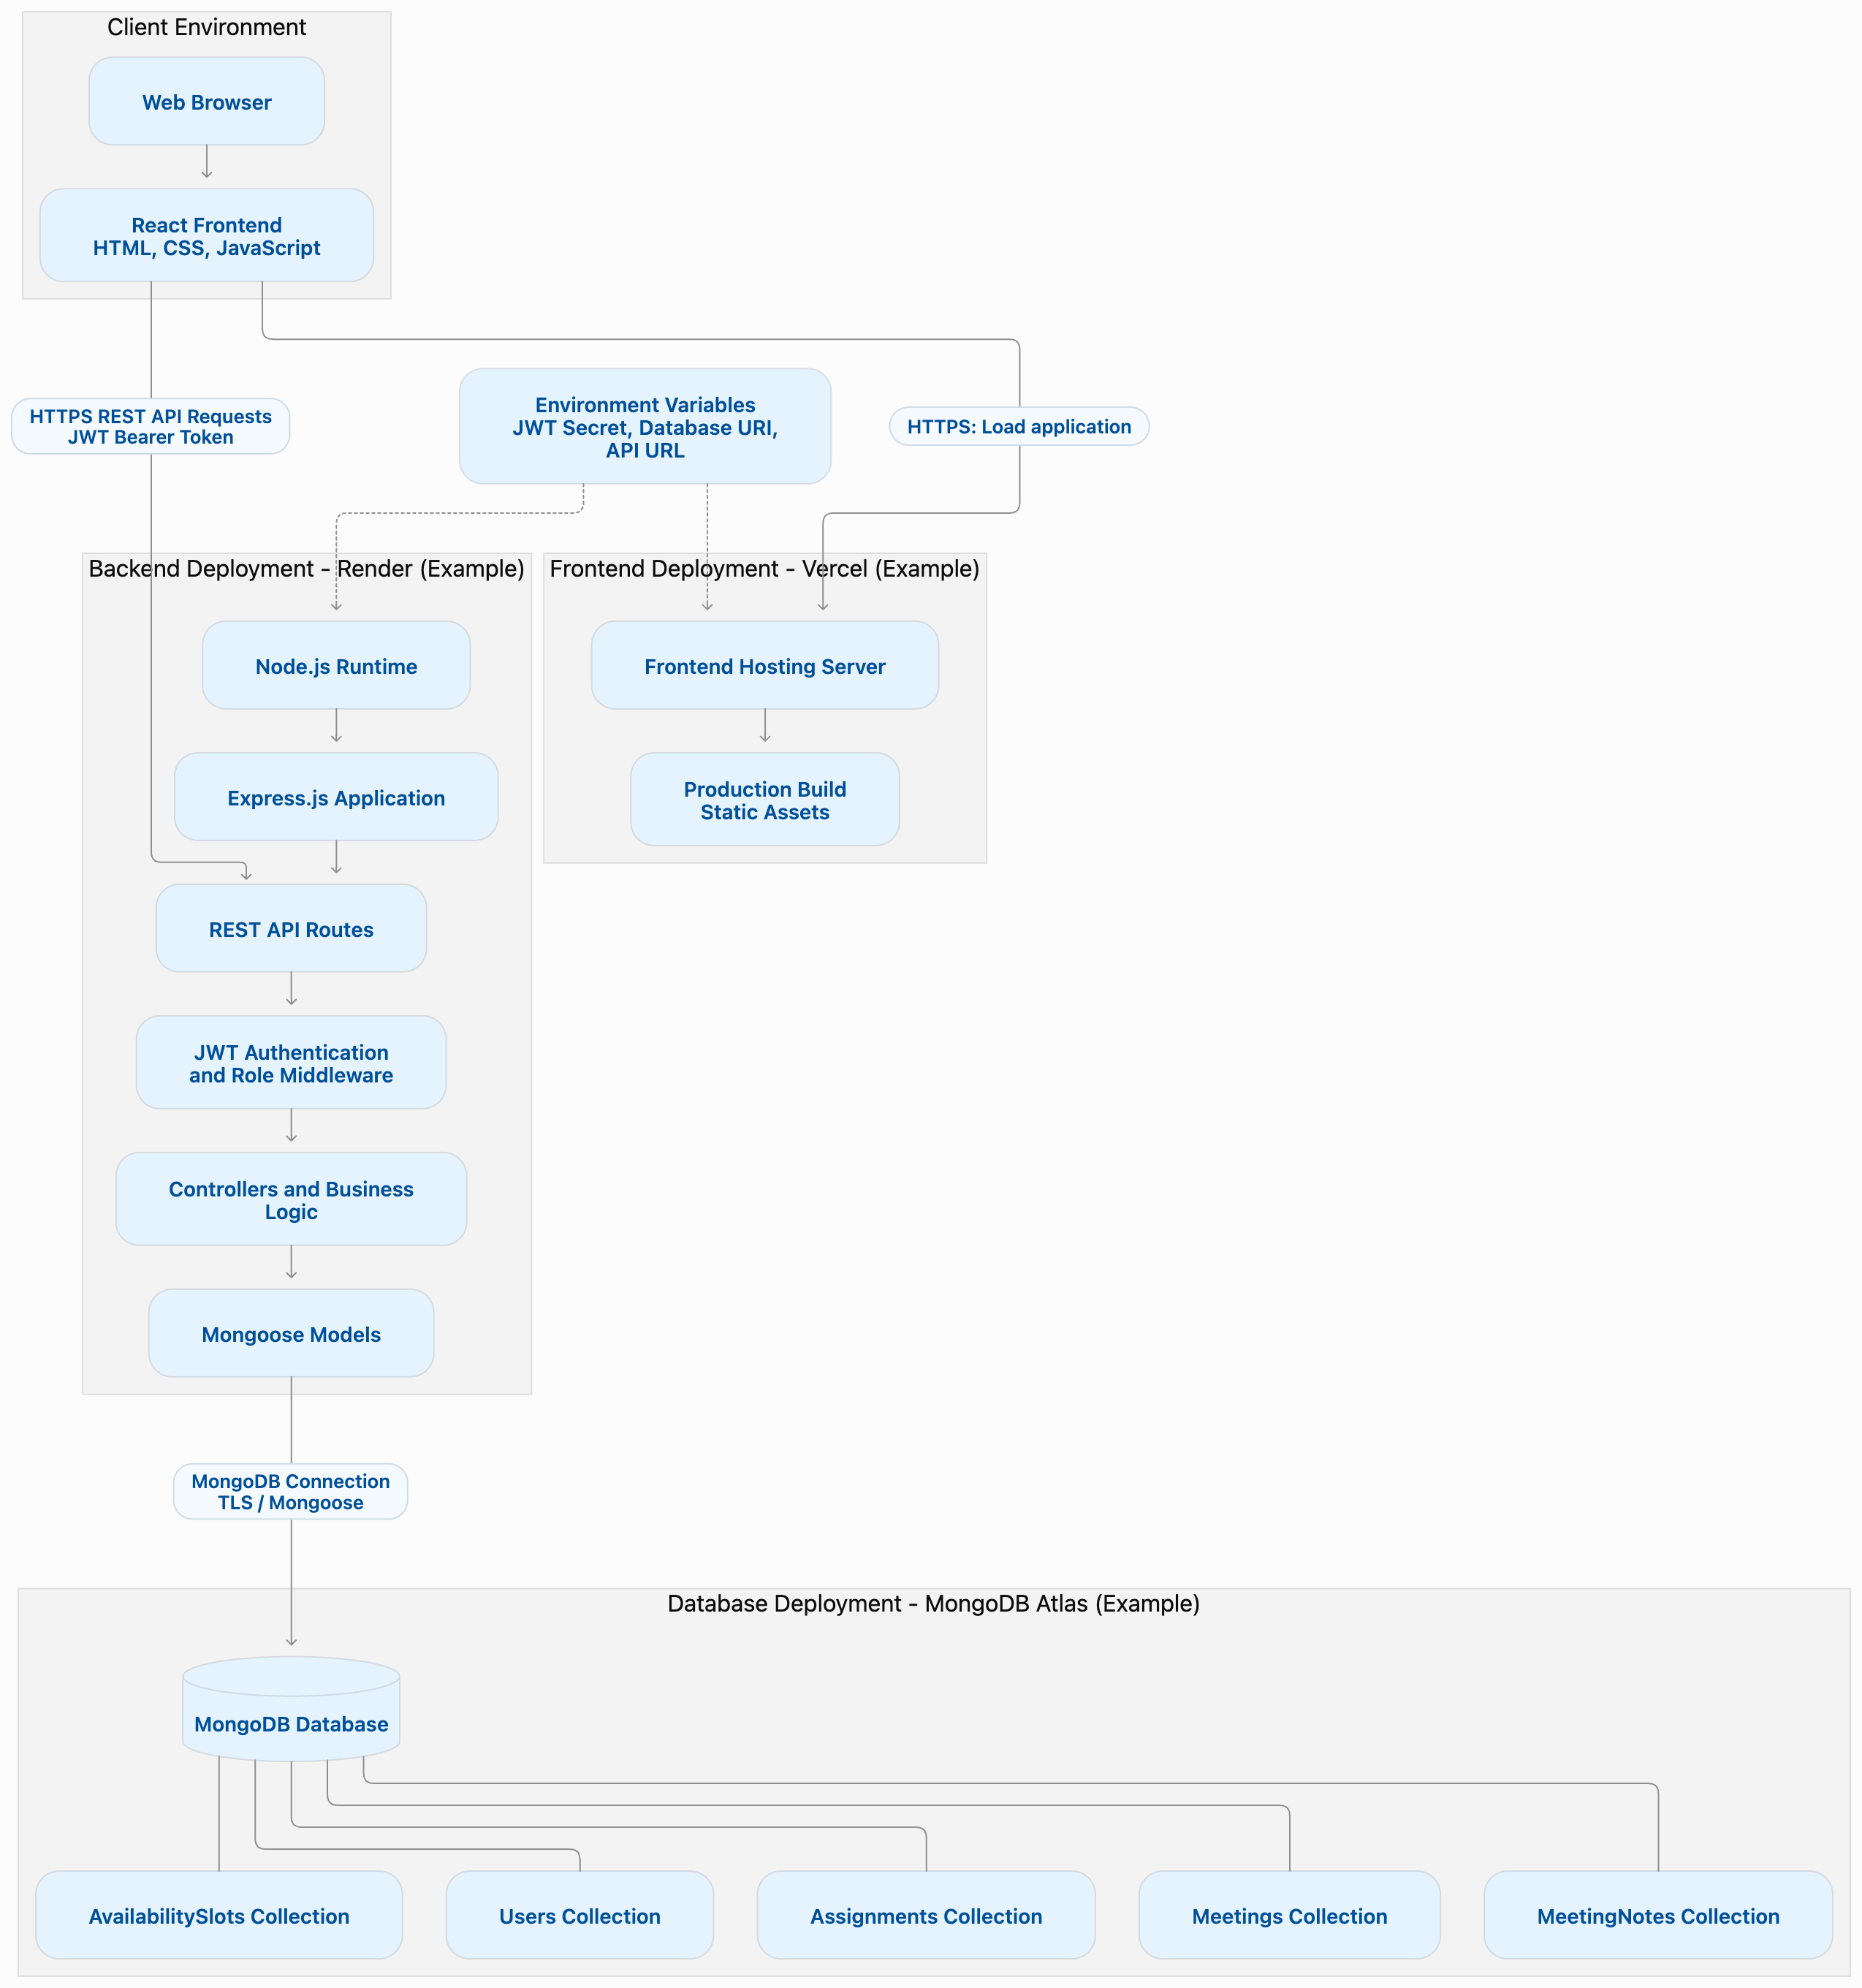 Client Environment
Web Browser
React Frontend
HTML, CSS, JavaScript
HTTPS REST API Requests
JWT Bearer Token
Environment Variables
JWT Secret, Database URI,
API URL
HTTPS: Load application
Backend Deployment - Render (Example)
Frontend Deployment - Vercel (Example)
Node.js Runtime
Frontend Hosting Server
Express.js Application
Production Build
Static Assets
REST API Routes
JWT Authentication
and Role Middleware
Controllers and Business
Logic
Mongoose Models
MongoDB Connection
TLS / Mongoose
Database Deployment - MongoDB Atlas (Example)
MongoDB Database
AvailabilitySlots Collection
Users Collection
Assignments Collection
Meetings Collection
MeetingNotes Collection